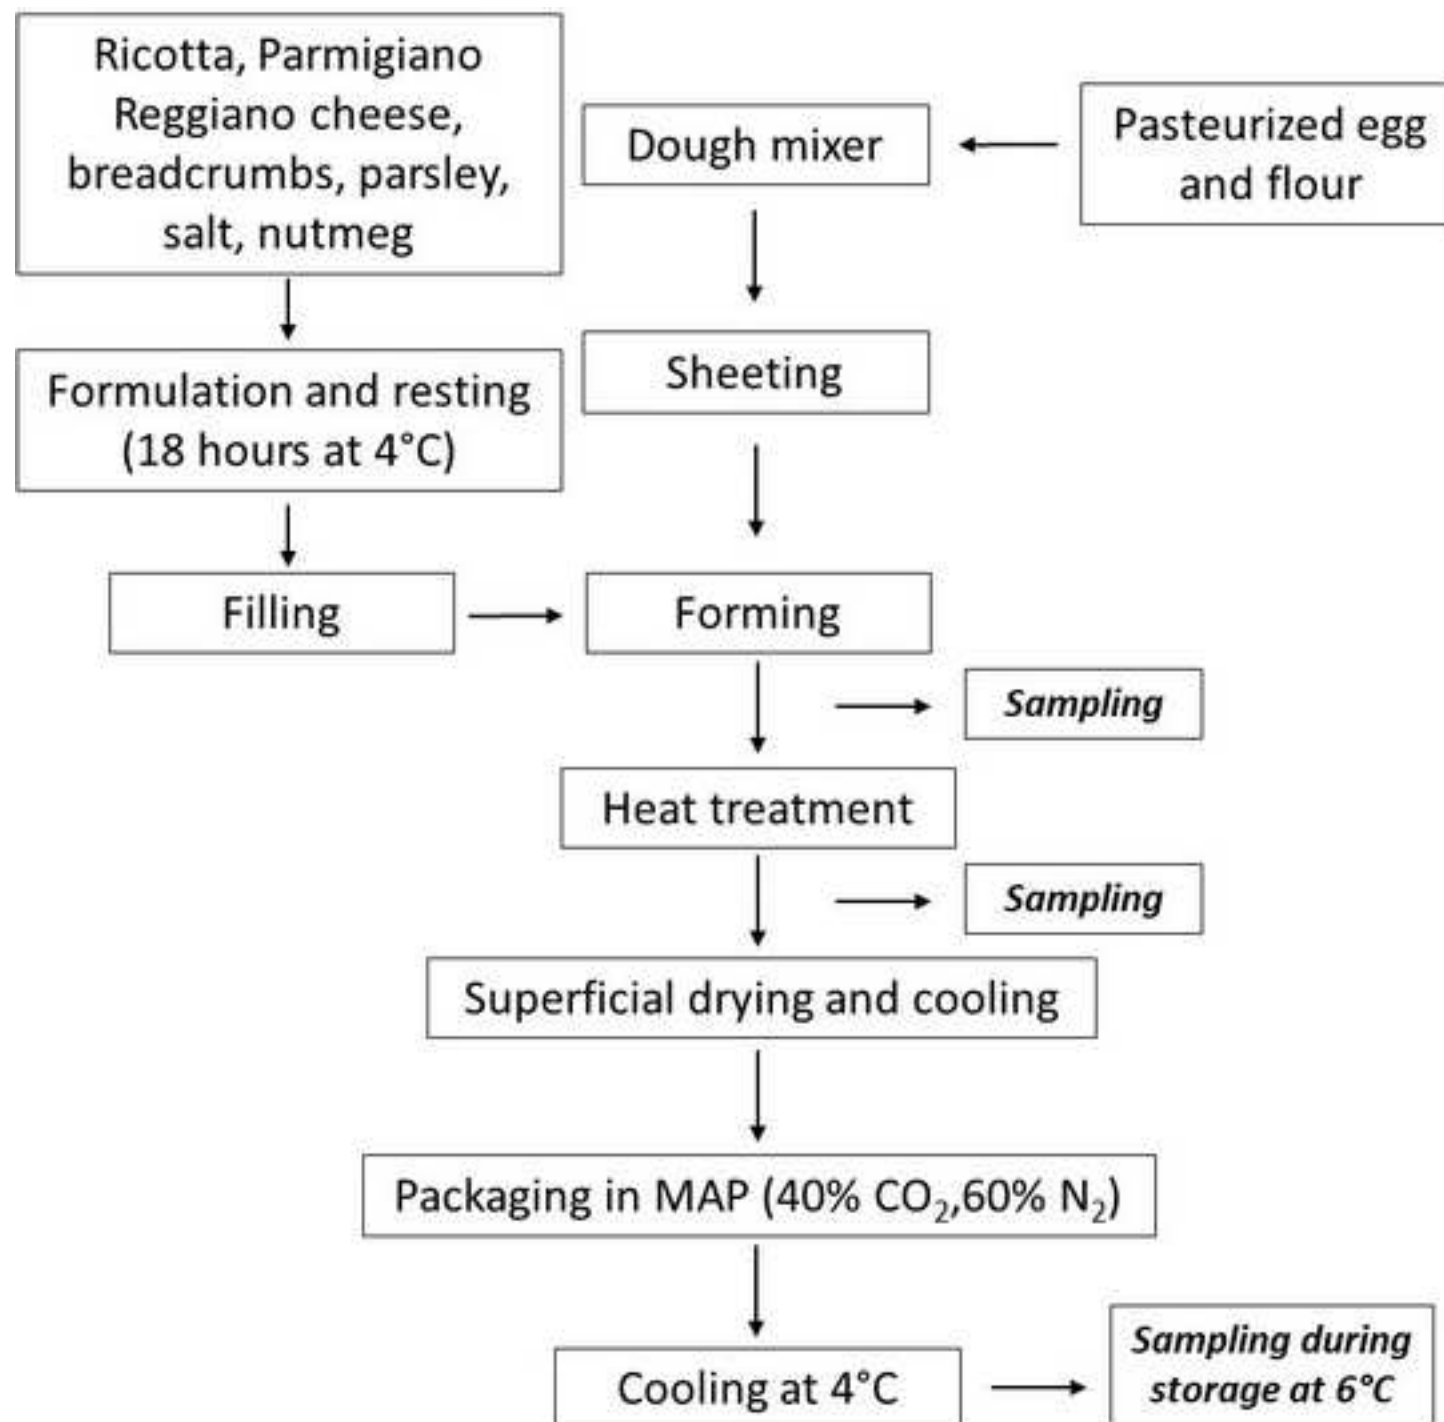 Ricotta, Parmigiano
Reggiano cheese,
breadcrumbs, parsley,
salt, nutmeg
Dough mixer
Pasteurized egg
and flour
Formulation and resting
(18 hours at 4°C)
Sheeting
Filling
Forming
Sampling
Heat treatment
Sampling
Superficial drying and cooling
Packaging in MAP (40% CO₂,60% N₂)
Cooling at 4°C
Sampling during
storage at 6°C